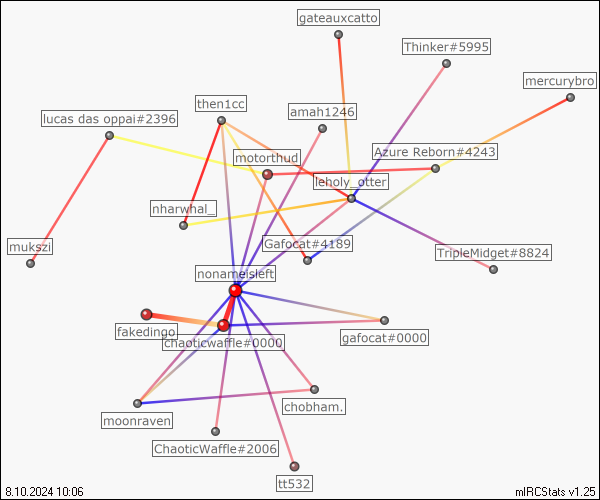 gateauxcatto
Thinker#5995
mercurybro
then1cc
amah1246
lucas das oppai#2396
motorthud
Azure Reborn#4243
leholy_otter
nharwhal_
mukszi
Gafocat#4189
TripleMidget#8824
nonameisleft
fakedingo
chaoticwaffle#0000
gafocat#0000
chobham.
moonraven
ChaoticWaffle#2006
tt532
8.10.2024 10:06
mIRCStats v1.25